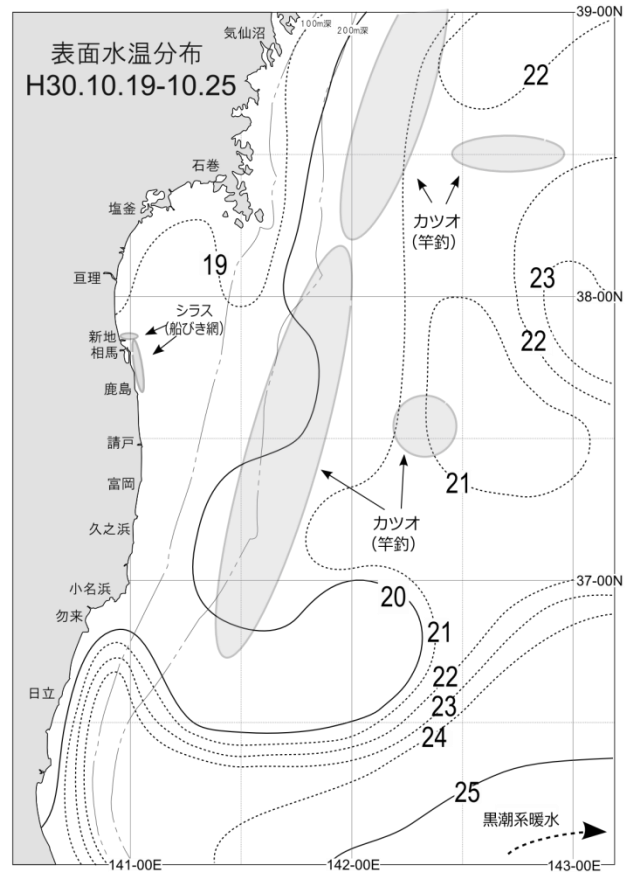 39-00N
気仙沼
100m深
200m深
表面水温分布
H30.10.19-10.25
22
石巻
カツオ
(竿釣)
塩釜
19
亘理
23
38-00N
シラス
(船びき網)
22
新地
相馬
鹿島
請戸
21
富岡
カツオ
(竿釣)
久之浜
37-00N
小名浜
20
勿来
21
22
日立
23
24
25
黒潮系暖水
141-00E
142-00E
143-00E